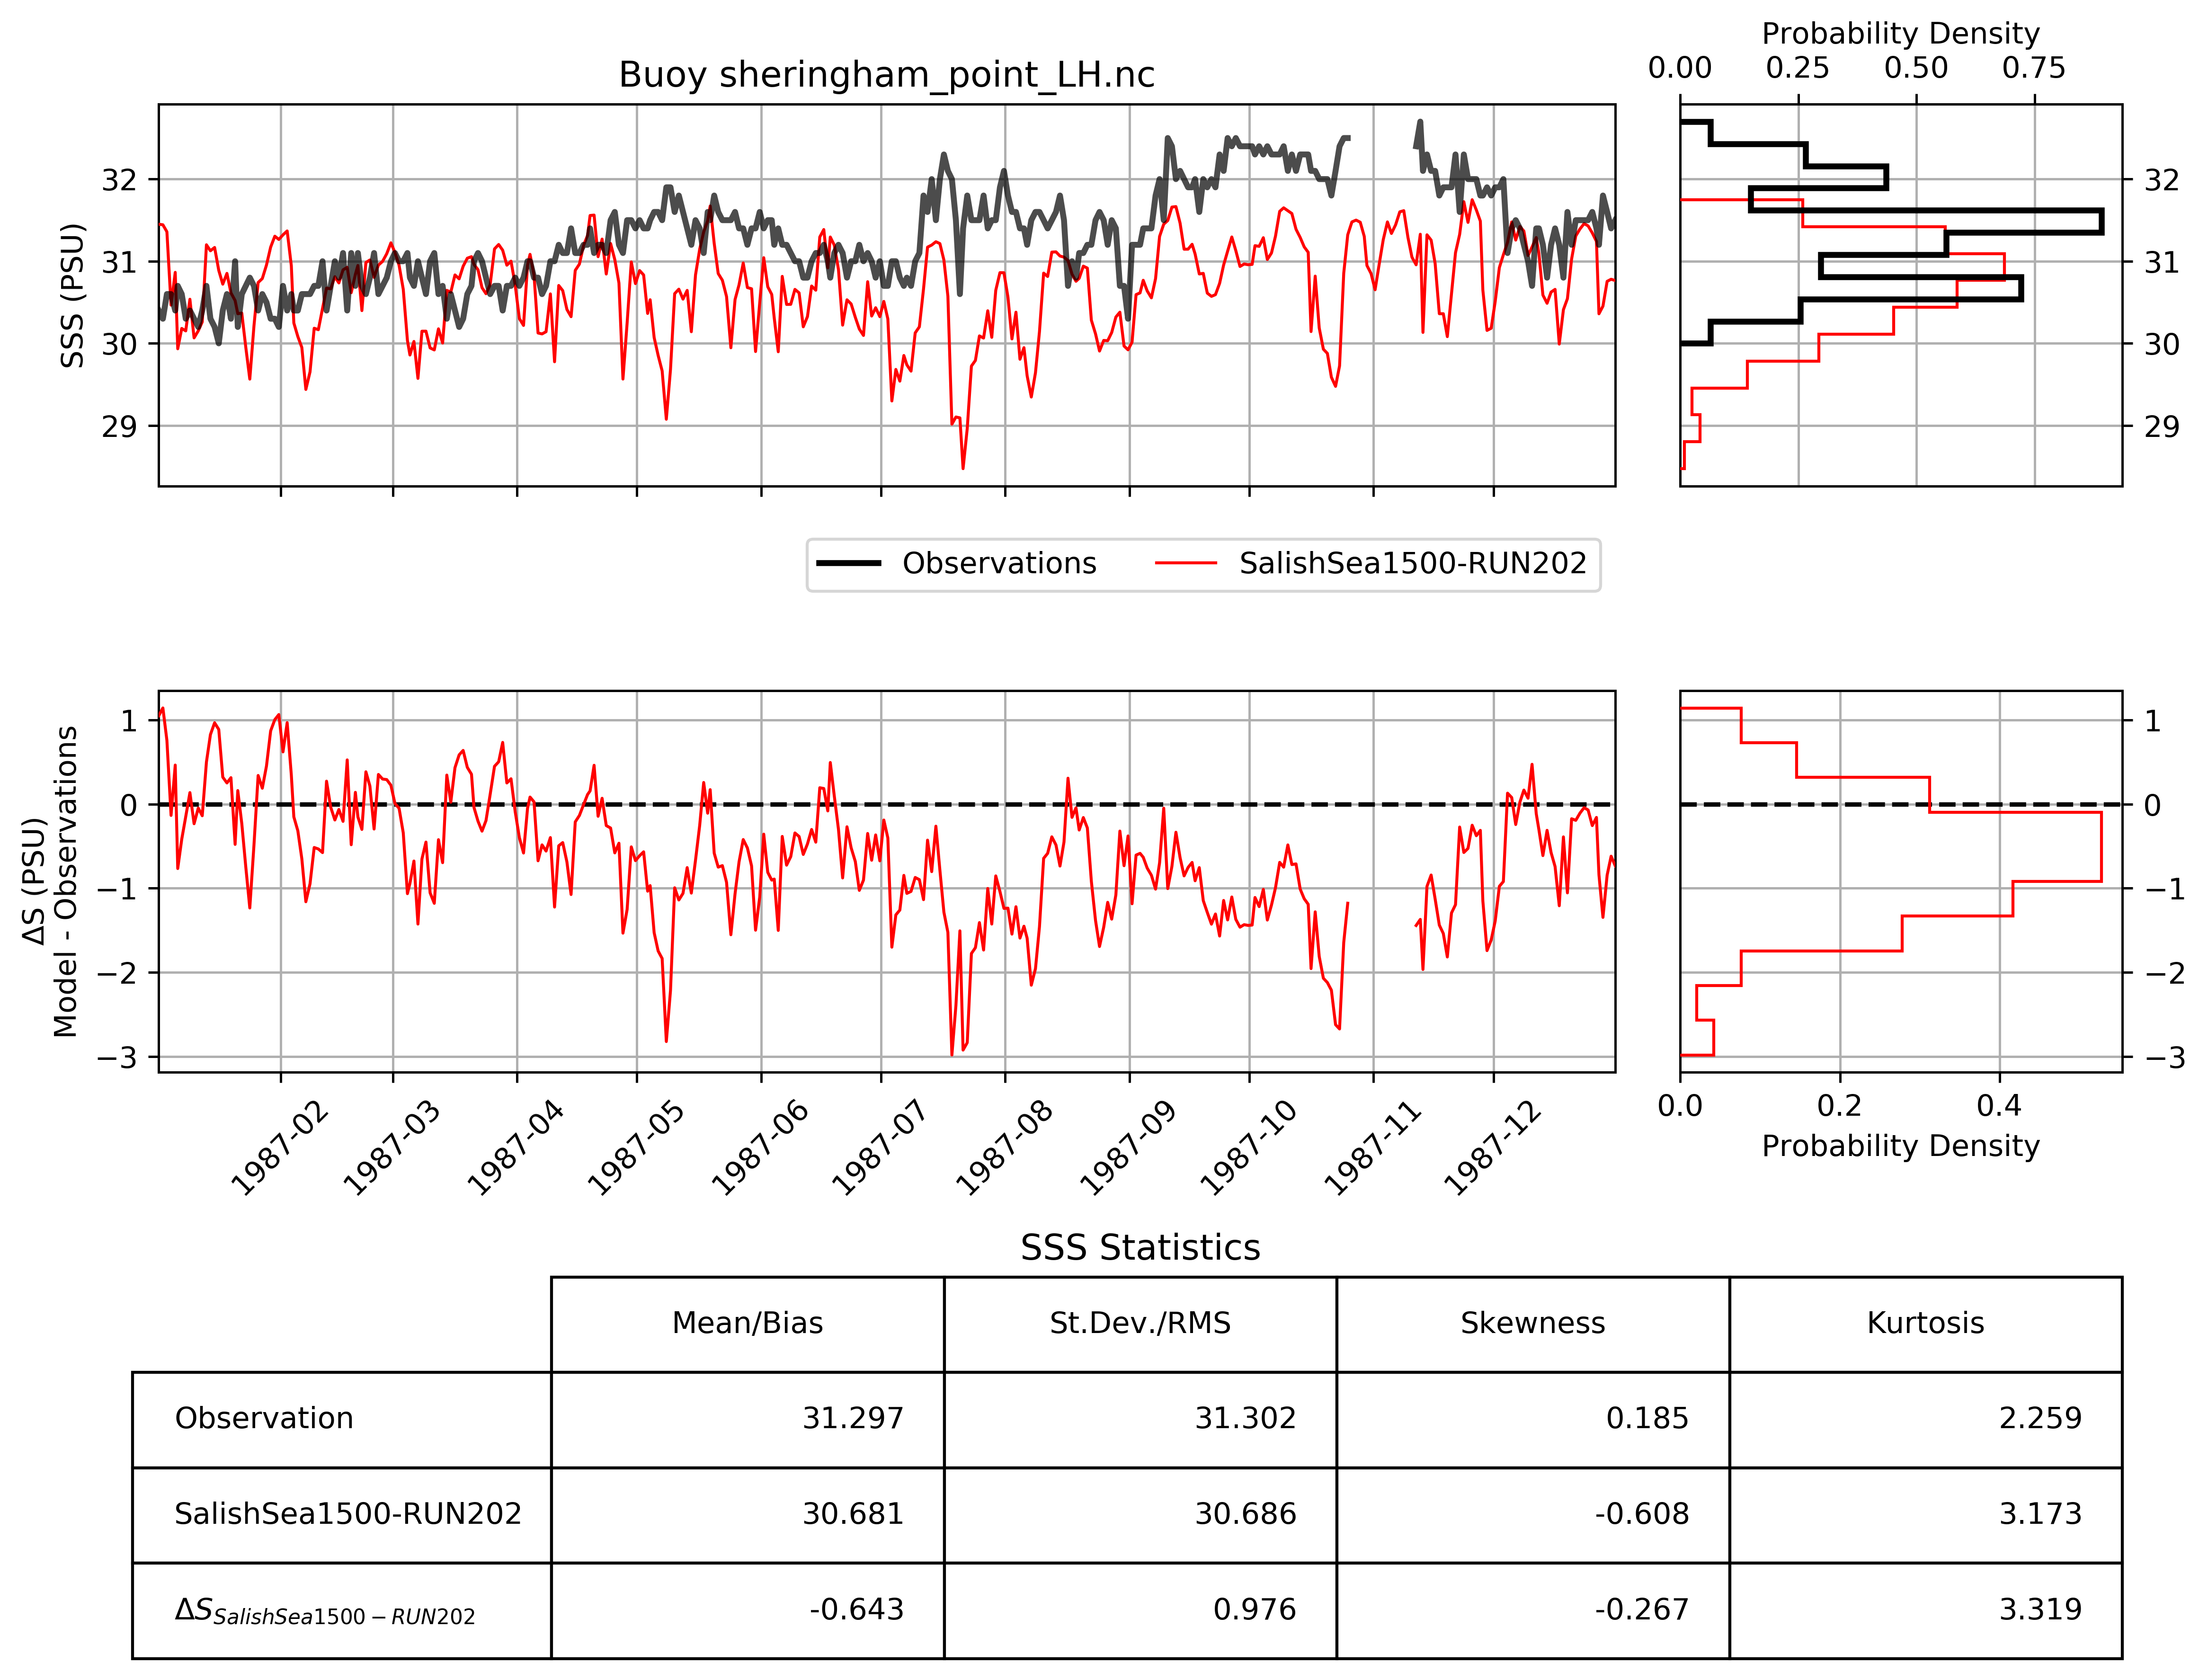 Probability Density
0.00 0.25 0.50 0.75
Buoy sheringham_point_LH.nc
SSS (PSU)
32
31
30
29
32
31
30
29
Observations SalishSea1500-RUN202
ΔS (PSU)
Model - Observations
1
0
−1
−2
−3
1
0
−1
−2
−3
1987-02 1987-03 1987-04 1987-05 1987-06 1987-07 1987-08 1987-09 1987-10 1987-11 1987-12
0.0 0.2 0.4
Probability Density
SSS Statistics
Mean/Bias St.Dev./RMS Skewness Kurtosis
Observation 31.297 31.302 0.185 2.259
SalishSea1500-RUN202 30.681 30.686 -0.608 3.173
ΔS SalishSea1500−RUN202 -0.643 0.976 -0.267 3.319